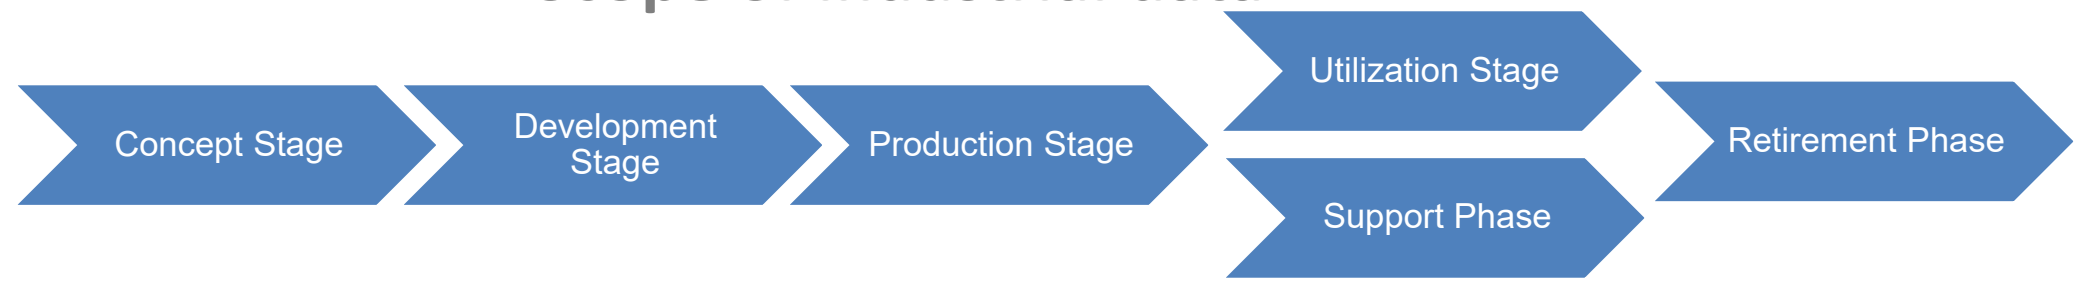 Concept Stage
Development
Stage
Production Stage
Utilization Stage
Support Phase
Retirement Phase